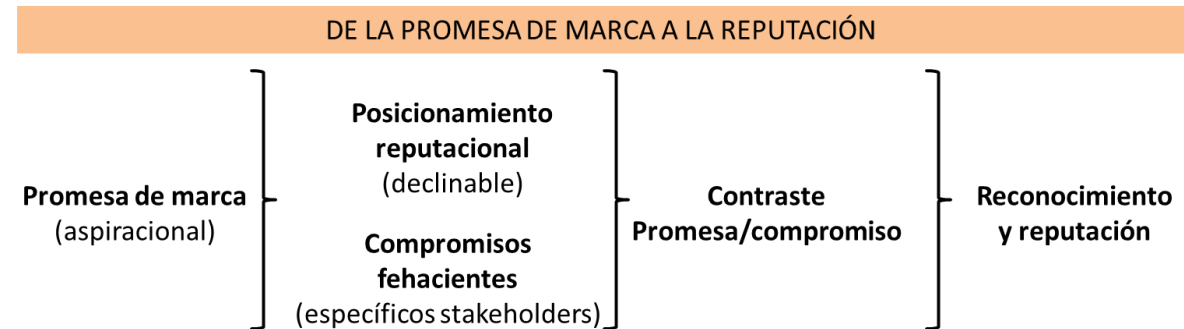 DE LA PROMESA DE MARCA A LA REPUTACIÓN
Promesa de marca
(aspiracional)
Posicionamiento
reputacional
(declinable)
Compromisos
fehacientes
(específicos stakeholders)
Contraste
Promesa/compromiso
Reconocimiento
y reputación